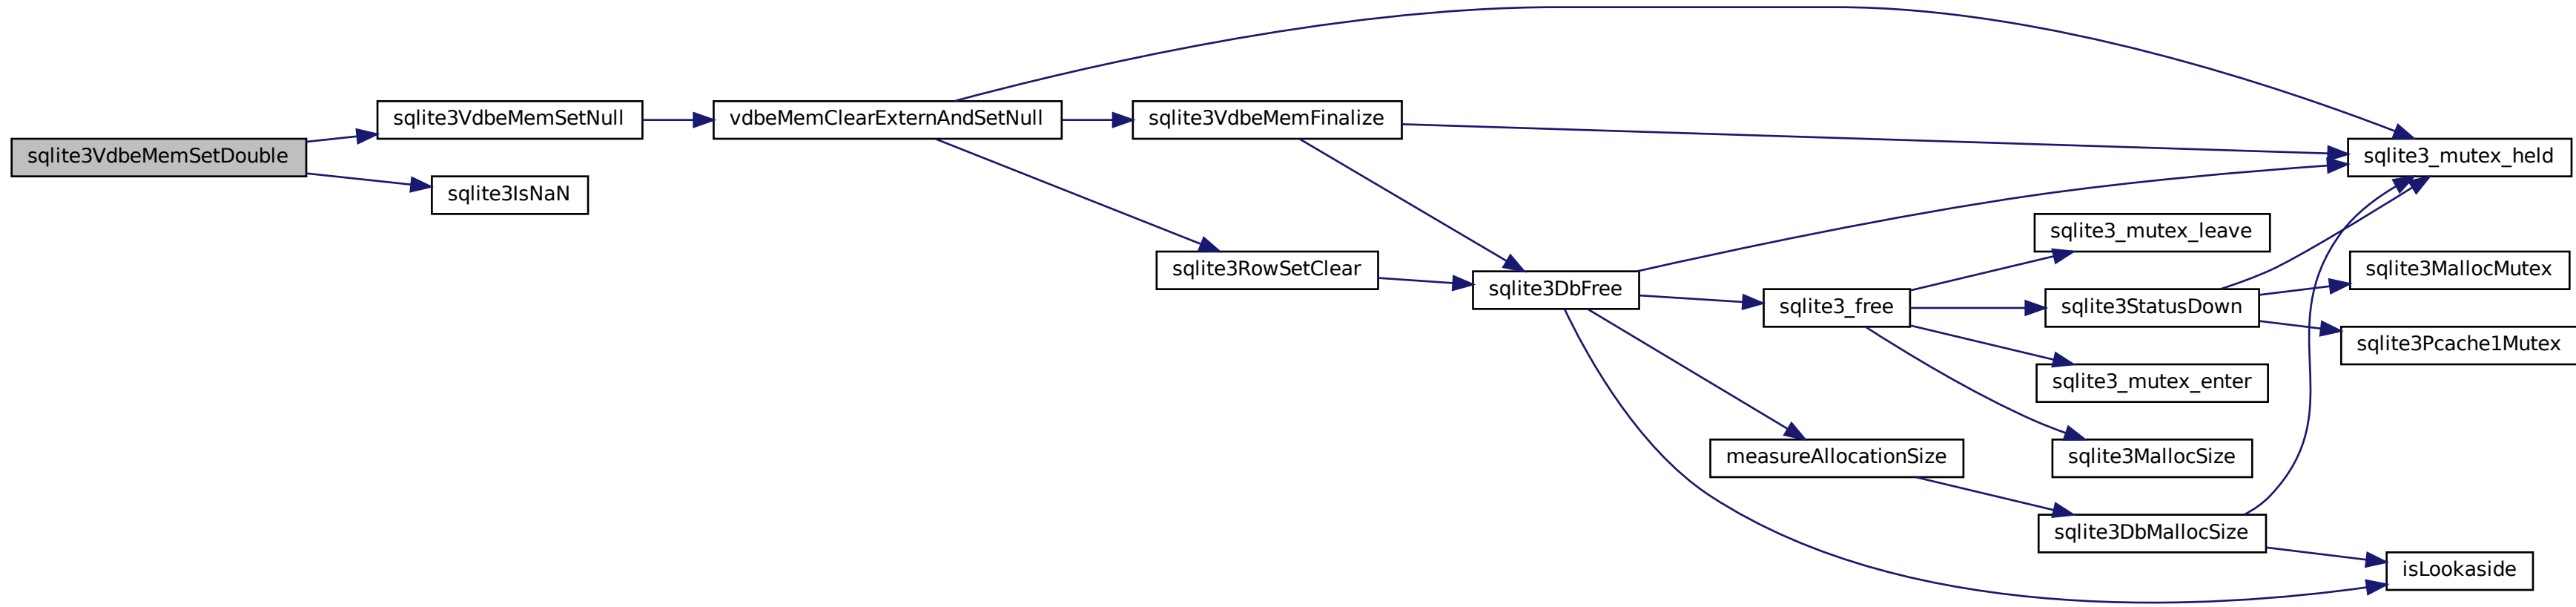 sqlite3VdbeMemSetDouble
sqlite3VdbeMemSetNull
sqlite3IsNaN
vdbeMemClearExternAndSetNull
sqlite3VdbeMemFinalize
sqlite3RowSetClear
sqlite3DbFree
sqlite3_free
measureAllocationSize
sqlite3_mutex_leave
sqlite3StatusDown
sqlite3_mutex_enter
sqlite3MallocSize
sqlite3DbMallocSize
sqlite3_mutex_held
sqlite3MallocMutex
sqlite3Pcache1Mutex
isLookaside